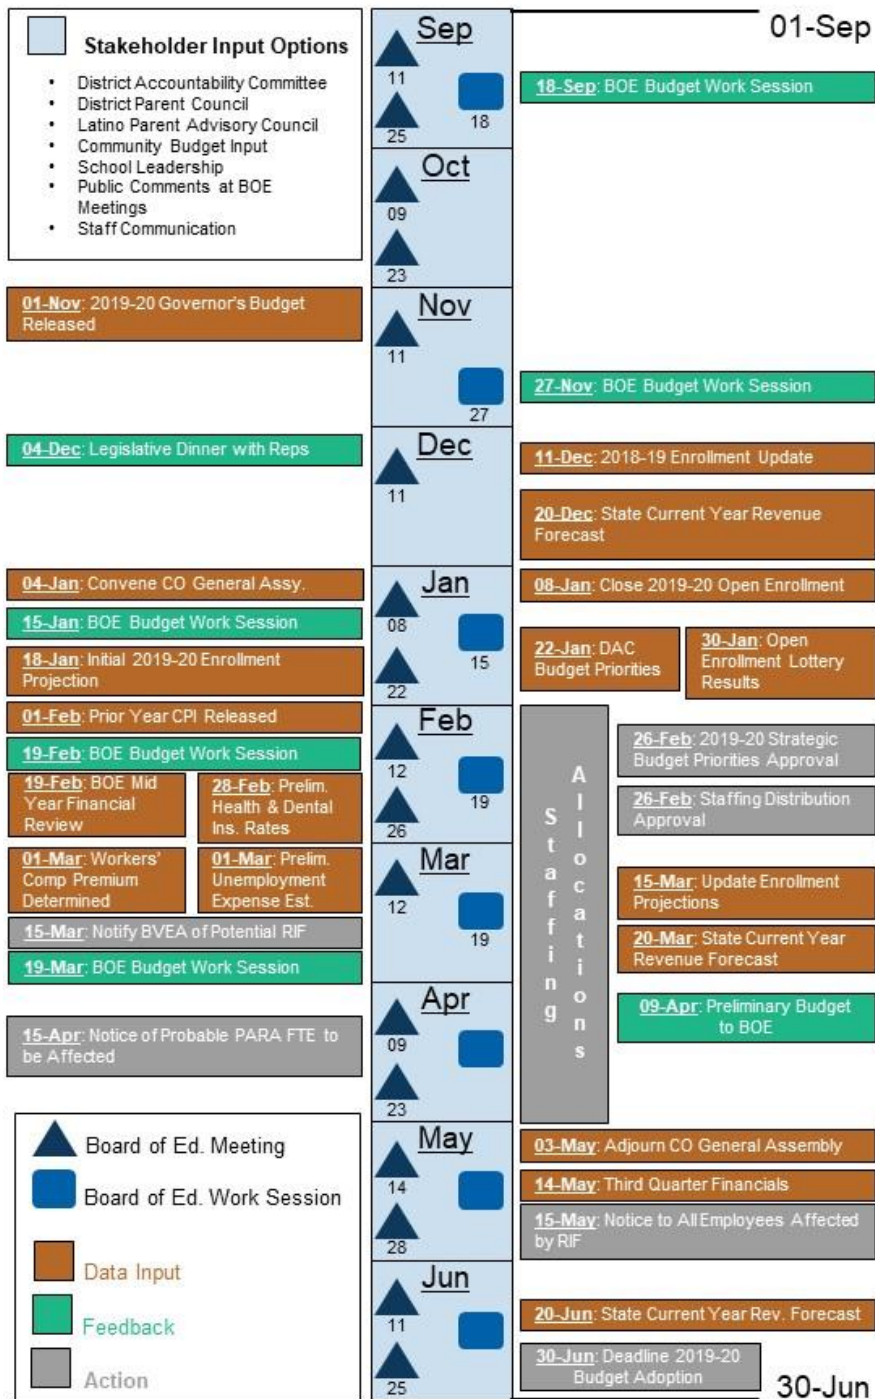 Stakeholder Input Options
• District Accountability Committee
• District Parent Council
• Latino Parent Advisory Council
• Community Budget Input
• School Leadership
• Public Comments at BOE
Meetings
• Staff Communication
01-Sep
Sep
11
18
25
18-Sep: BOE Budget Work Session
Oct
09
23
01-Nov: 2019-20 Governor's Budget
Released
Nov
11
27
27-Nov: BOE Budget Work Session
04-Dec: Legislative Dinner with Reps
Dec
11
11-Dec: 2018-19 Enrollment Update
20-Dec: State Current Year Revenue
Forecast
04-Jan: Convene CO General Assy.
15-Jan: BOE Budget Work Session
18-Jan: Initial 2019-20 Enrollment
Projection
Jan
08
15
22
08-Jan: Close 2019-20 Open Enrollment
22-Jan: DAC
Budget Priorities
30-Jan: Open
Enrollment Lottery
Results
01-Feb: Prior Year CPI Released
19-Feb: BOE Budget Work Session
19-Feb: BOE Mid
Year Financial
Review
28-Feb: Prelim.
Health & Dental
Ins. Rates
Feb
12
19
26
Staffing
Allocations
26-Feb: 2019-20 Strategic
Budget Priorities Approval
26-Feb: Staffing Distribution
Approval
01-Mar: Workers'
Comp Premium
Determined
01-Mar: Prelim.
Unemployment
Expense Est.
15-Mar: Notify BVEA of Potential RIF
19-Mar: BOE Budget Work Session
Mar
12
19
15-Mar: Update Enrollment
Projections
20-Mar: State Current Year
Revenue Forecast
15-Apr: Notice of Probable PARA FTE to
be Affected
Apr
09
23
09-Apr: Preliminary Budget
to BOE
Board of Ed. Meeting
Board of Ed. Work Session
Data Input
Feedback
Action
May
14
28
03-May: Adjourn CO General Assembly
14-May: Third Quarter Financials
15-May: Notice to All Employees Affected
by RIF
Jun
11
25
20-Jun: State Current Year Rev. Forecast
30-Jun: Deadline 2019-20
Budget Adoption
30-Jun